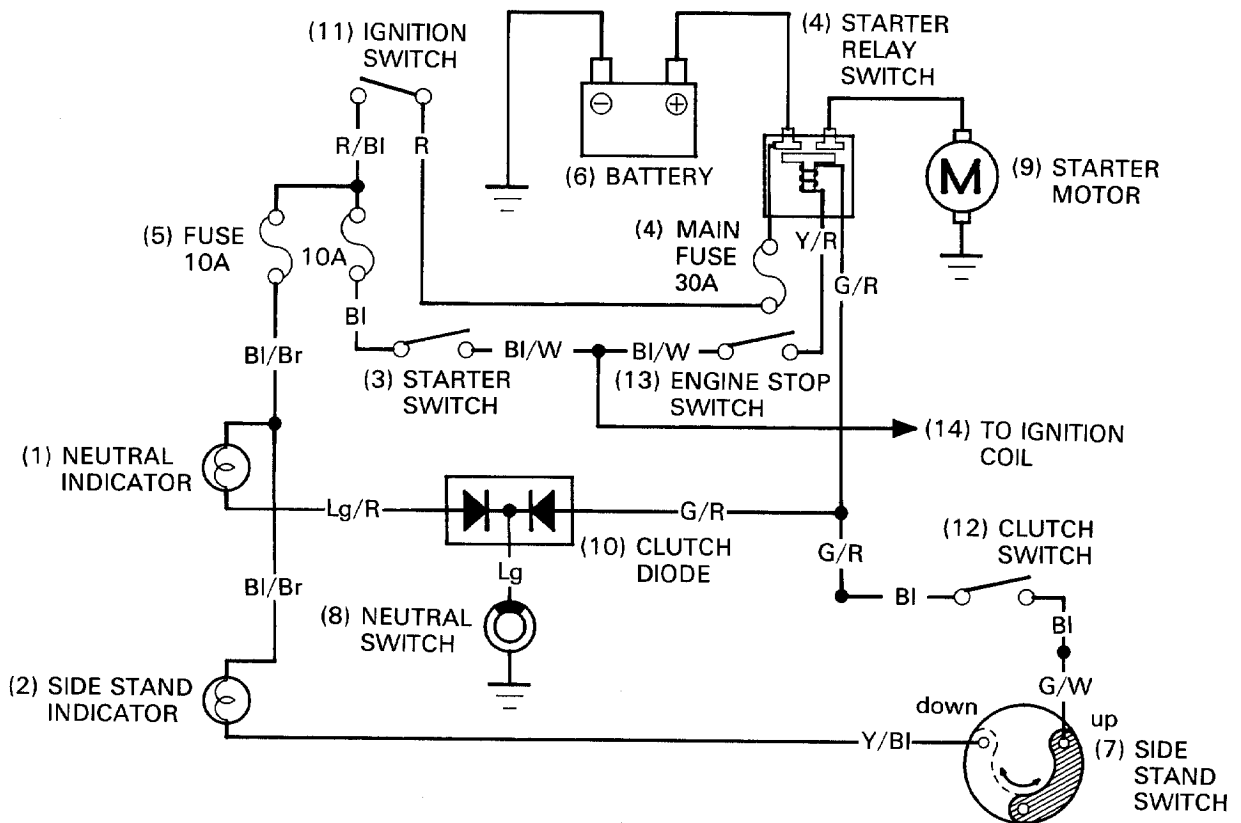 (11) IGNITION
SWITCH
(4) STARTER
RELAY
SWITCH
R/Bl
R
(6) BATTERY
M
(9) STARTER
MOTOR
(5) FUSE
10A
10A
(4) MAIN
FUSE
30A
Y/R
G/R
Bl
Bl/Br
Bl/W
Bl/W
(3) STARTER
SWITCH
(13) ENGINE STOP
SWITCH
(14) TO IGNITION
COIL
(1) NEUTRAL
INDICATOR
Lg/R
G/R
(10) CLUTCH
DIODE
G/R
(12) CLUTCH
SWITCH
Lg
Bl/Br
(8) NEUTRAL
SWITCH
Bl
Bl
G/W
(2) SIDE STAND
INDICATOR
down
up
Y/Bl
(7) SIDE
STAND
SWITCH